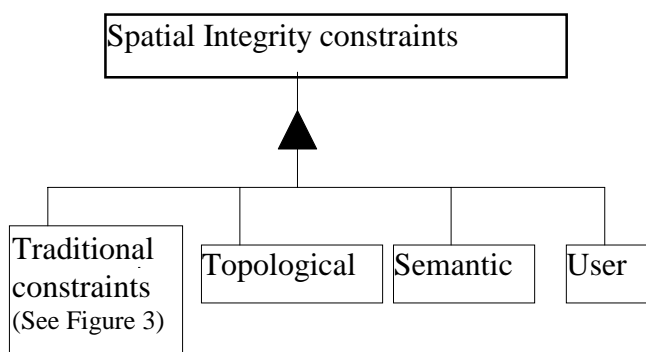 Spatial Integrity constraints
Traditional
constraints
(See Figure 3)
Topological
Semantic
User